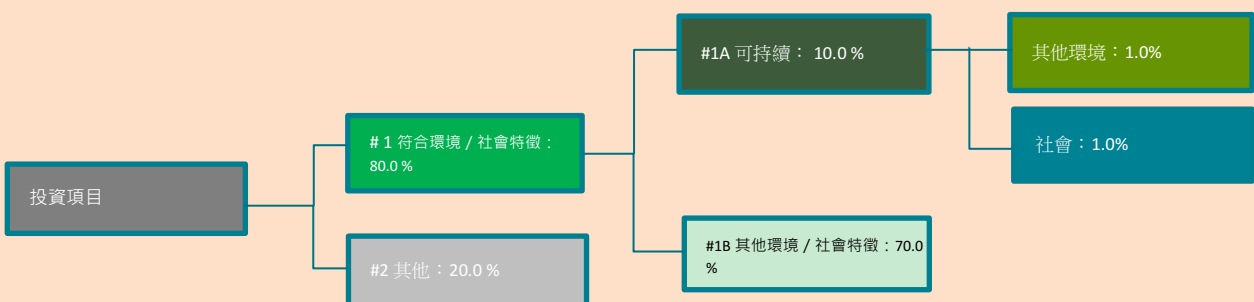 投資項目
# 1 符合環境 / 社會特徵：
80.0 %
#2 其他：20.0 %
#1A 可持續： 10.0 %
#1B 其他環境 / 社會特徵：70.0
%
其他環境：1.0%
社會：1.0%